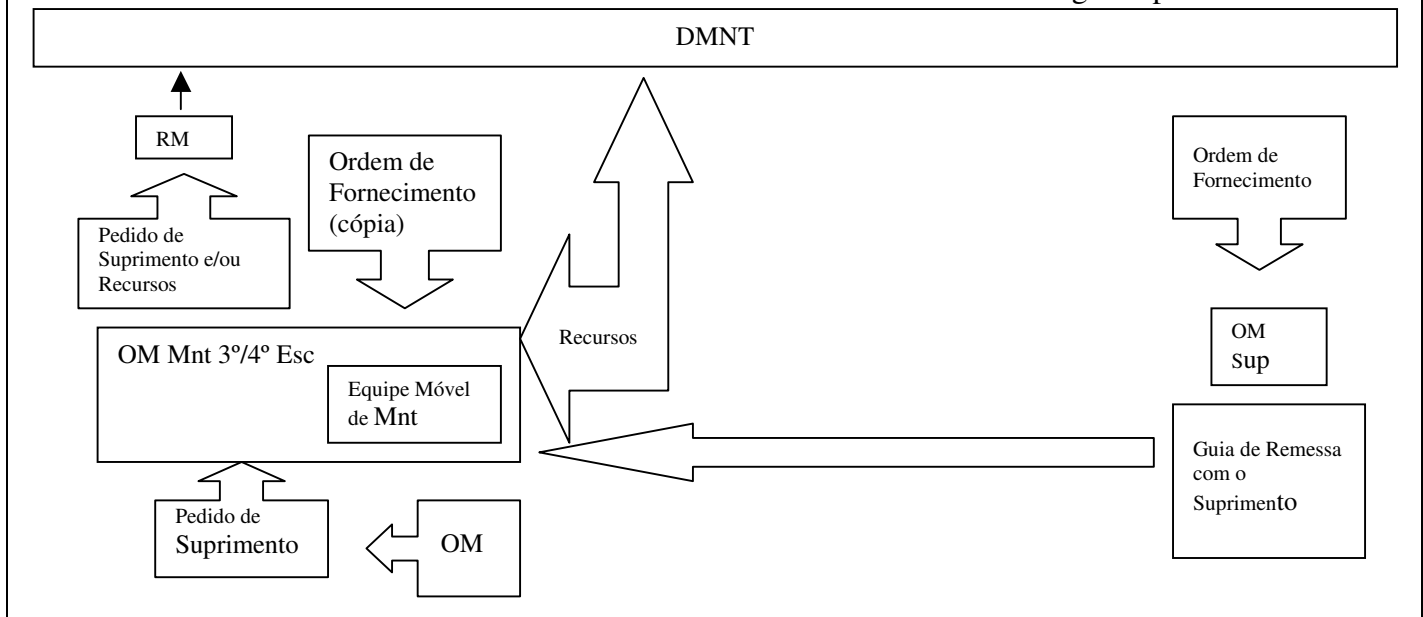 DMNT
RM
Ordem de
Fornecimento
(cópia)
Ordem de
Fornecimento
Pedido de
Suprimento e/ou
Recursos
Recursos
OM Mnt 3º/4º Esc
Equipe Móvel
de Mnt
OM
Sup
Guia de Remessa
com o
Suprimento
Pedido de
Suprimento
OM